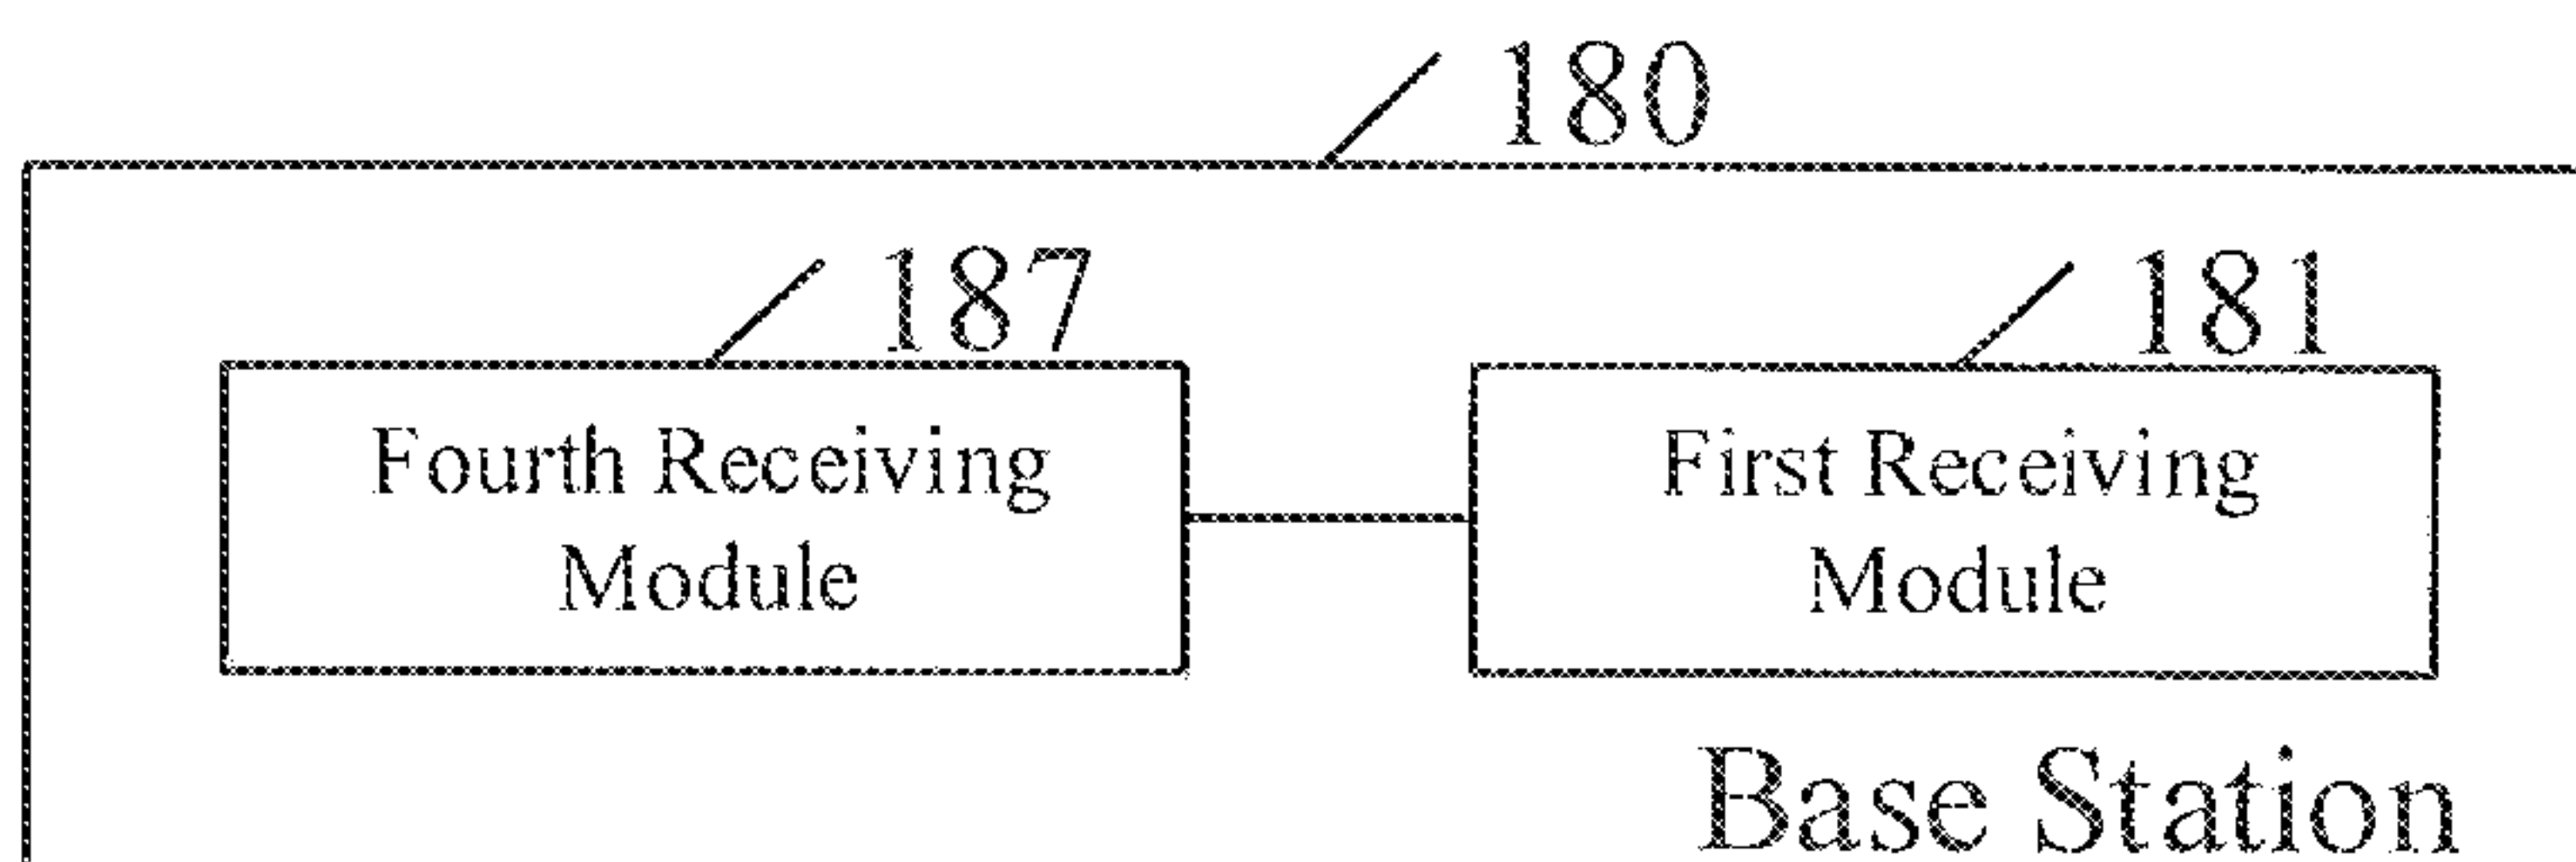 180
187
181
Fourth Receiving
Module
First Receiving
Module
Base Station